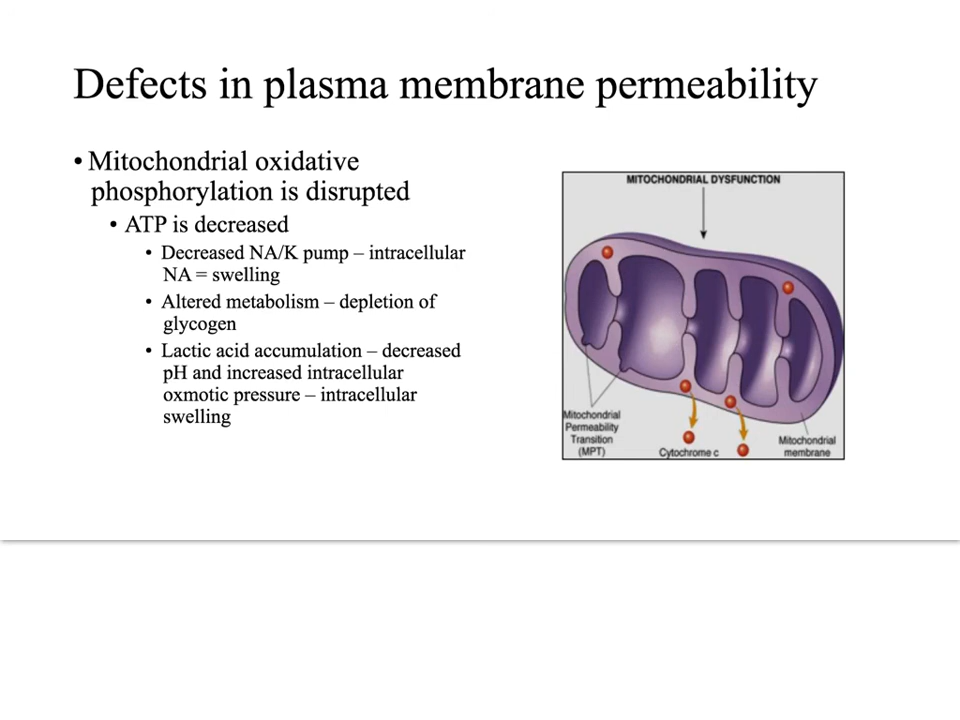 Defects in plasma membrane permeability
• Mitochondrial oxidative
phosphorylation is disrupted
• ATP is decreased
• Decreased NA/K pump – intracellular
NA = swelling
• Altered metabolism – depletion of
glycogen
• Lactic acid accumulation – decreased
pH and increased intracellular
oxmotic pressure – intracellular
swelling
MITOCHONDRIAL DYSFUNCTION
Mitochondrial
Permeability
Transition
(MPT)
Cytochrome c
Mitochondrial
membrane